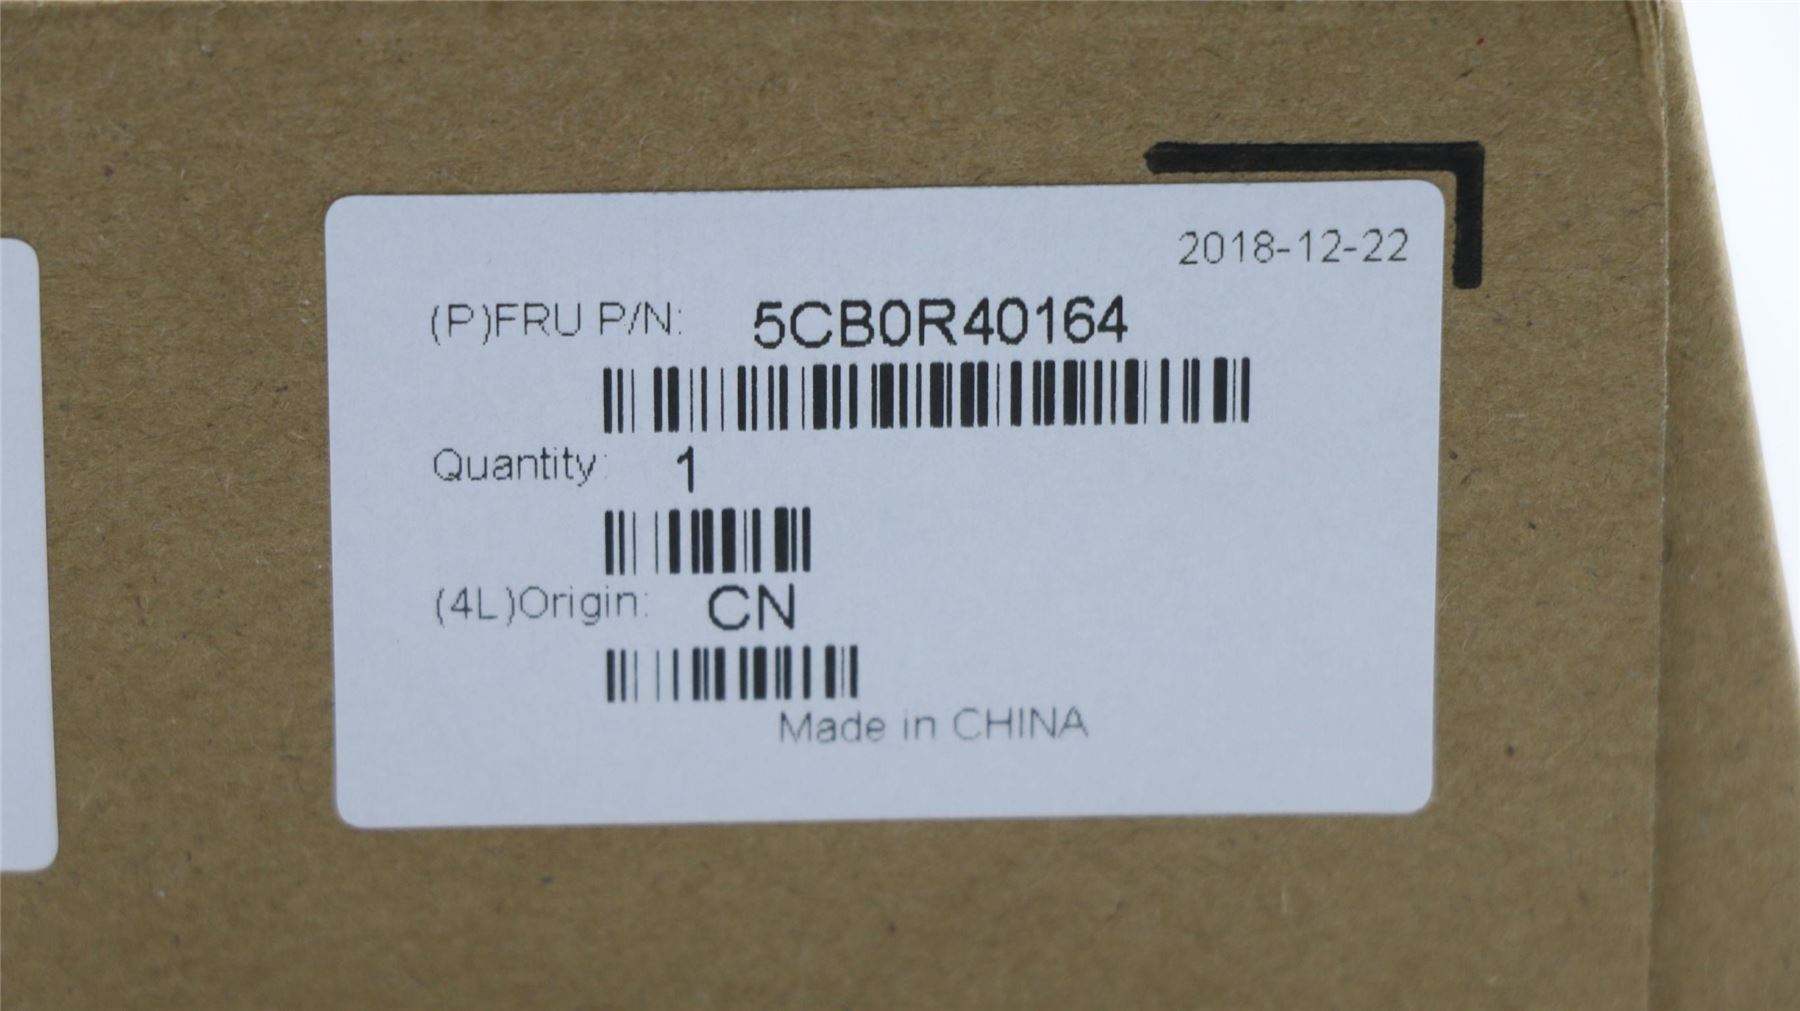 2018-12-22
(P)FRU P/N: 5CB0R40164
Quantity: 1
(4L)Origin: CN
Made in CHINA